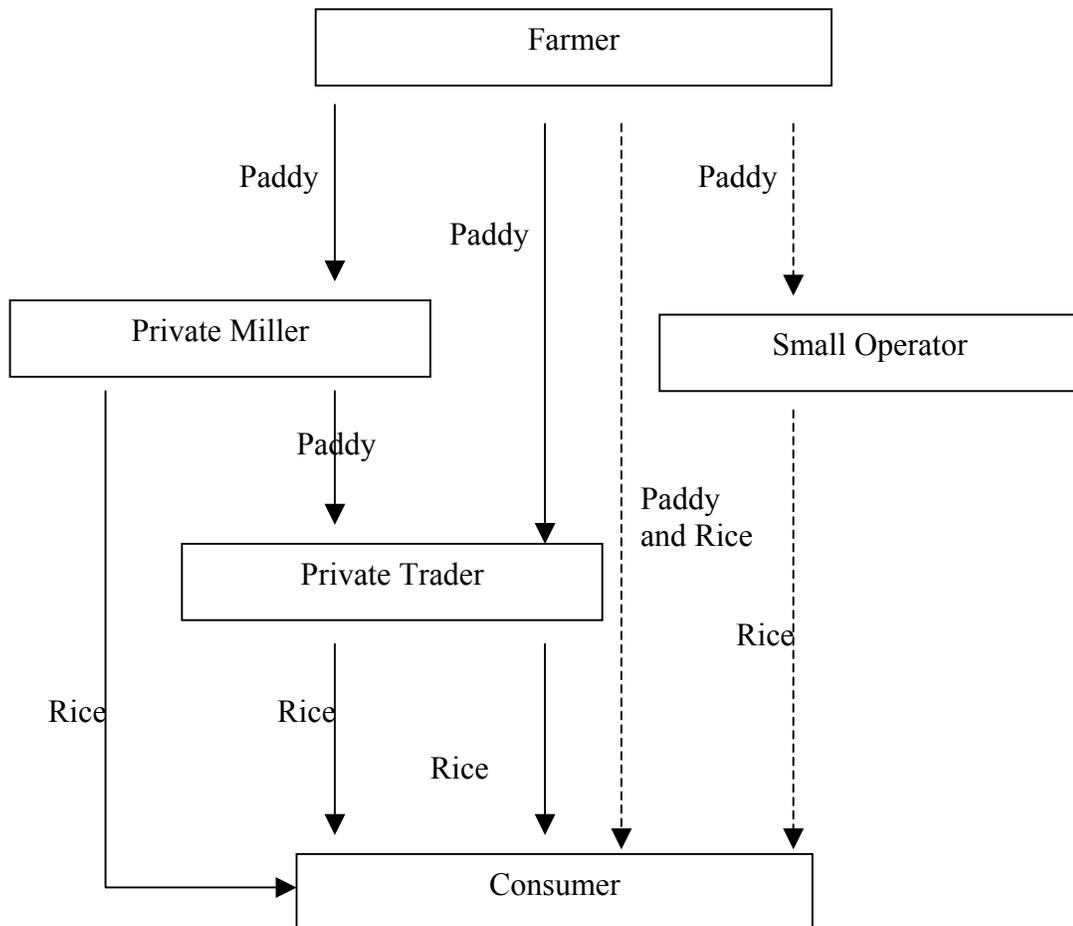 Farmer
Paddy
Paddy
Paddy
Private Miller
Small Operator
Paddy
Paddy
and Rice
Private Trader
Rice
Rice
Rice
Rice
Consumer